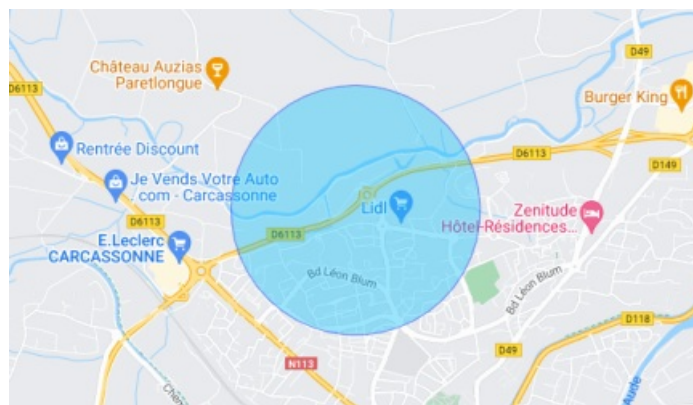 D49
Château Auzias
Paretlongue
D6113
Burger King
Rentrée Discount
D6113
D149
Je Vends Votre Auto
. com - Carcassonne
Lidl
Zenitude
Hôtel-Résidences...
D6113
D6113
E.Leclerc
CARCASSONNE
Bd Léon Blum
Bd Léon Blum
D118
N113
D49
Aude